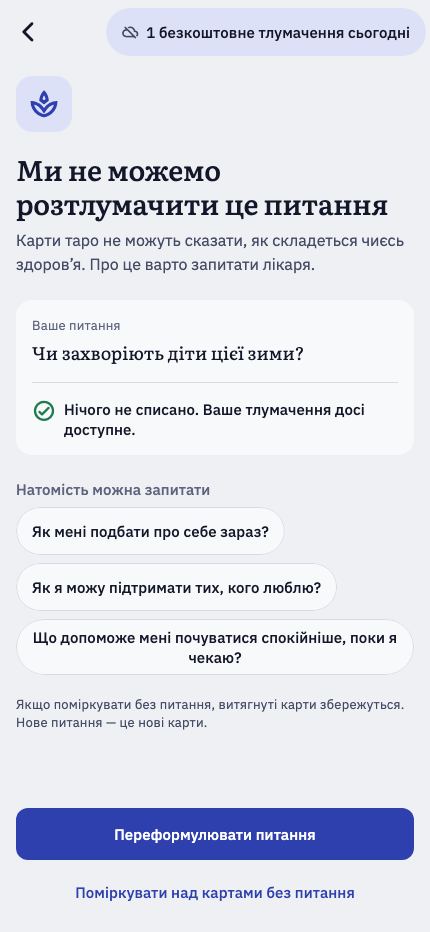 1 безкоштовне тлумачення сьогодні
Ми не можемо
розтлумачити це питання
Карти таро не можуть сказати, як складеться чиєсь
здоров’я. Про це варто запитати лікаря.
Ваше питання
Чи захворіють діти цієї зими?
Нічого не списано. Ваше тлумачення досі
доступне.
Натомість можна запитати
Як мені подбати про себе зараз?
Як я можу підтримати тих, кого люблю?
Що допоможе мені почуватися спокійніше, поки я
чекаю?
Якщо поміркувати без питання, витягнуті карти збережуться.
Нове питання — це нові карти.
Переформулювати питання
Поміркувати над картами без питання